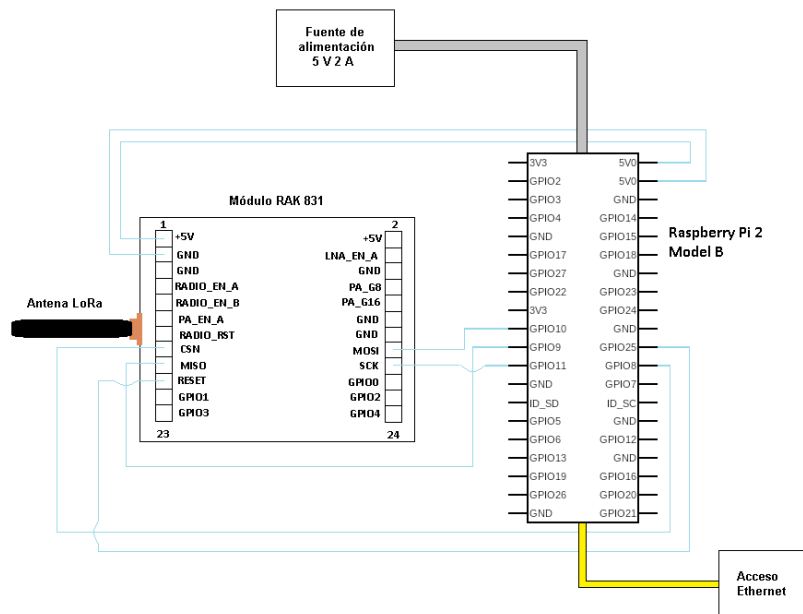 Fuente de
alimentación
5 V 2 A
Módulo RAK 831
1
2
+5V
+5V
GND
LNA_EN_A
GND
GND
RADIO_EN_A
PA_G8
RADIO_EN_B
PA_G16
PA_EN_A
GND
RADIO_RST
GND
CSN
MOSI
MISO
SCK
RESET
GPIO0
GPIO1
GPIO2
GPIO3
GPIO4
23
24
Antena LoRa
3V3
5V0
GPIO2
5V0
GPIO3
GND
GPIO4
GPIO14
GND
GPIO15
GPIO17
GPIO18
GPIO27
GND
GPIO22
GPIO23
3V3
GPIO24
GPIO10
GND
GPIO9
GPIO25
GPIO11
GPIO8
GND
GPIO7
ID_SD
ID_SC
GPIO5
GND
GPIO6
GPIO12
GPIO13
GND
GPIO19
GPIO16
GPIO26
GPIO20
GND
GPIO21
Raspberry Pi 2
Model B
Acceso
Ethernet